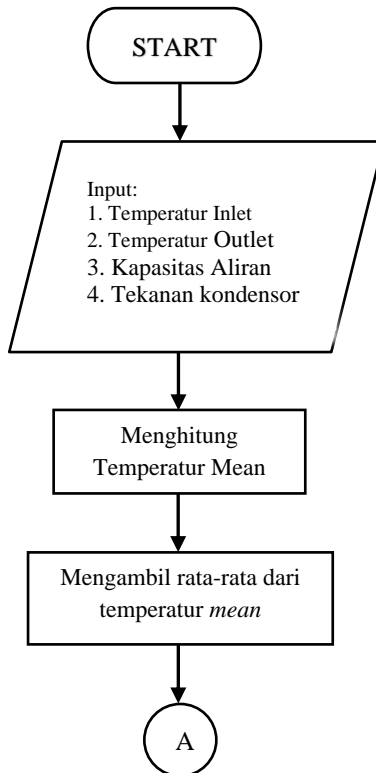 START
Input:
1. Temperatur Inlet
2. Temperatur Outlet
3. Kapasitas Aliran
4. Tekanan kondensor
Menghitung
Temperatur Mean
Mengambil rata-rata dari
temperatur mean
A